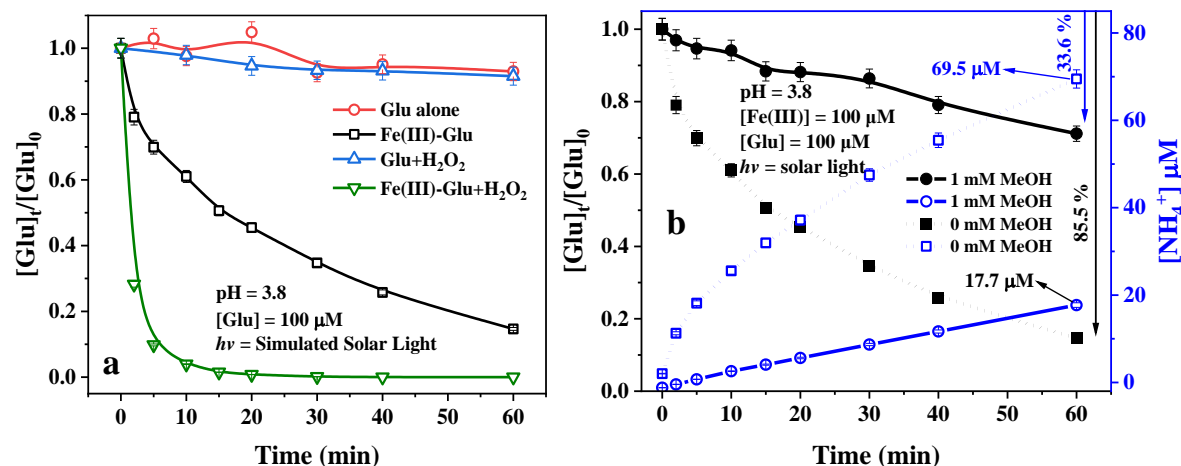 a
[Glu]t/[Glu]0
1.0
0.8
0.6
0.4
0.2
0.0
Glu alone
Fe(III)-Glu
Glu+H2O2
Fe(III)-Glu+H2O2
pH = 3.8
[Glu] = 100 μM
hv = Simulated Solar Light
0
10
20
30
40
50
60
Time (min)
b
[Glu]t/[Glu]0
1.0
0.8
0.6
0.4
0.2
0.0
pH = 3.8
[Fe(III)] = 100 μM
[Glu] = 100 μM
hv = solar light
1 mM MeOH
1 mM MeOH
0 mM MeOH
0 mM MeOH
69.5 μM
17.7 μM
33.6 %
85.5 %
80
60
40
20
0
[NH4+] μM
0
10
20
30
40
50
60
Time (min)